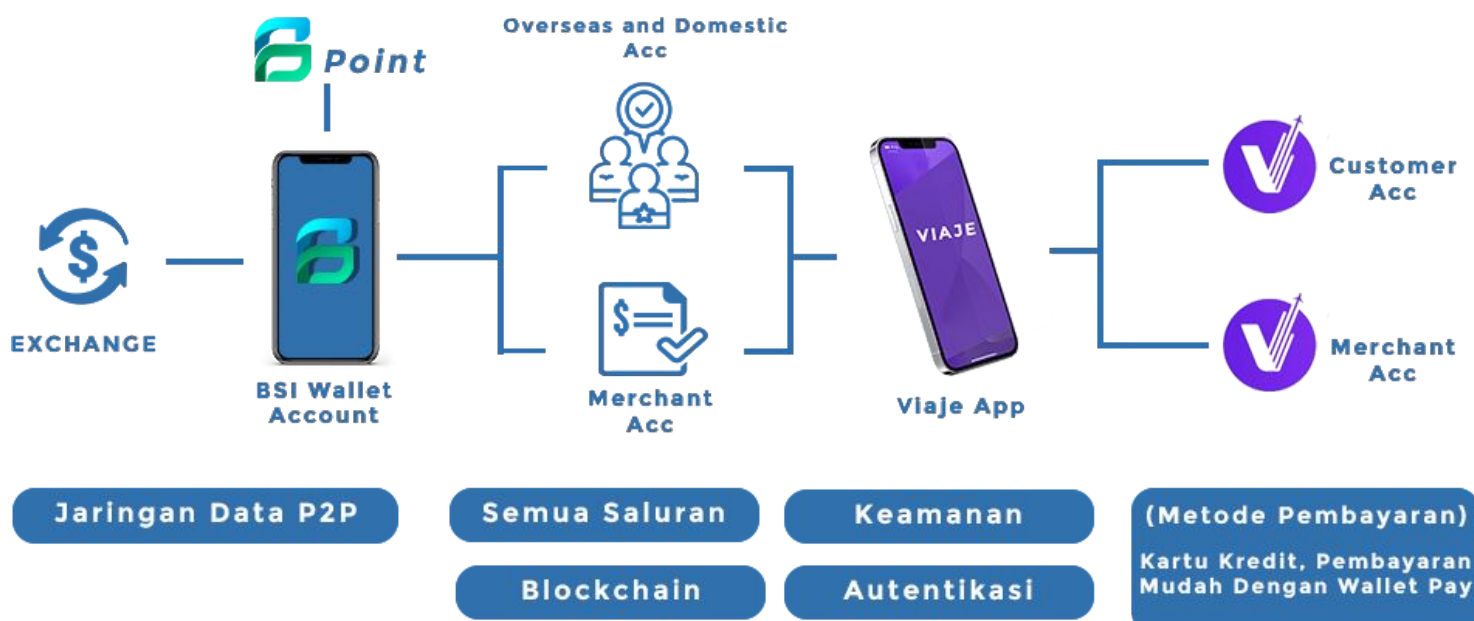 Point
Overseas and Domestic
Acc
EXCHANGE
BSI Wallet
Account
Merchant
Acc
VIAJE
Viaje App
Customer
Acc
Merchant
Acc
Jaringan Data P2P
Semua Saluran
Keamanan
Blockchain
Autentikasi
(Metode Pembayaran)
Kartu Kredit, Pembayaran
Mudah Dengan Wallet Pay